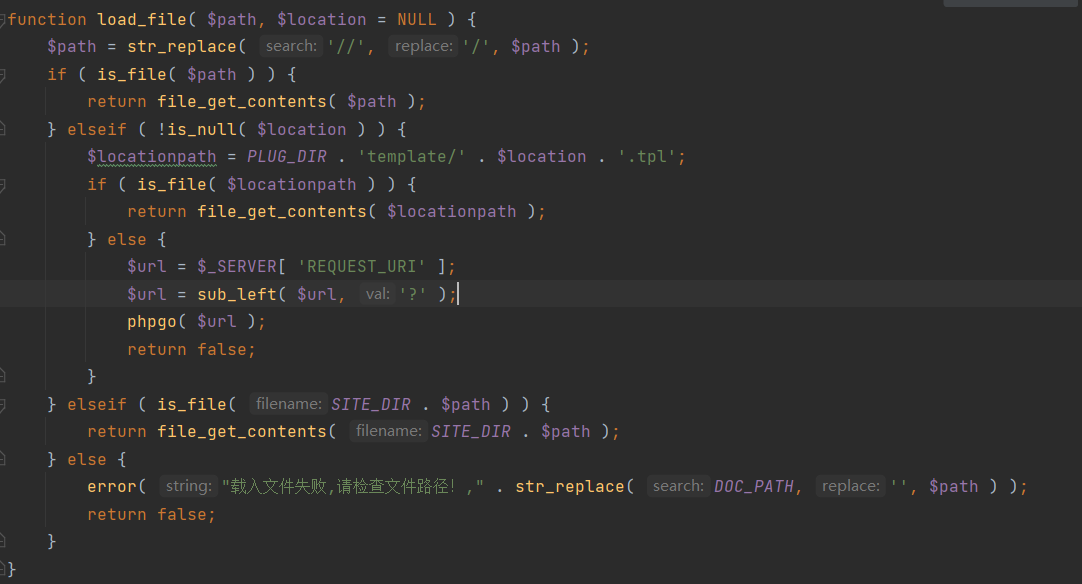 function load_file( $path, $location = NULL ) {
$path = str_replace( search: '//', replace: '/', $path );
if ( is_file( $path ) ) {
return file_get_contents( $path );
} elseif ( !is_null( $location ) ) {
$locationpath = PLUG_DIR . 'template/' . $location . '.tpl';
if ( is_file( $locationpath ) ) {
return file_get_contents( $locationpath );
} else {
$url = $_SERVER[ 'REQUEST_URI' ];
$url = sub_left( $url, val: '?' );
phpgo( $url );
return false;
}
} elseif ( is_file( filename: SITE_DIR . $path ) ) {
return file_get_contents( filename: SITE_DIR . $path );
} else {
error( string: "载入文件失败,请检查文件路径！," . str_replace( search: DOC_PATH, replace: '', $path ) );
return false;
}
}